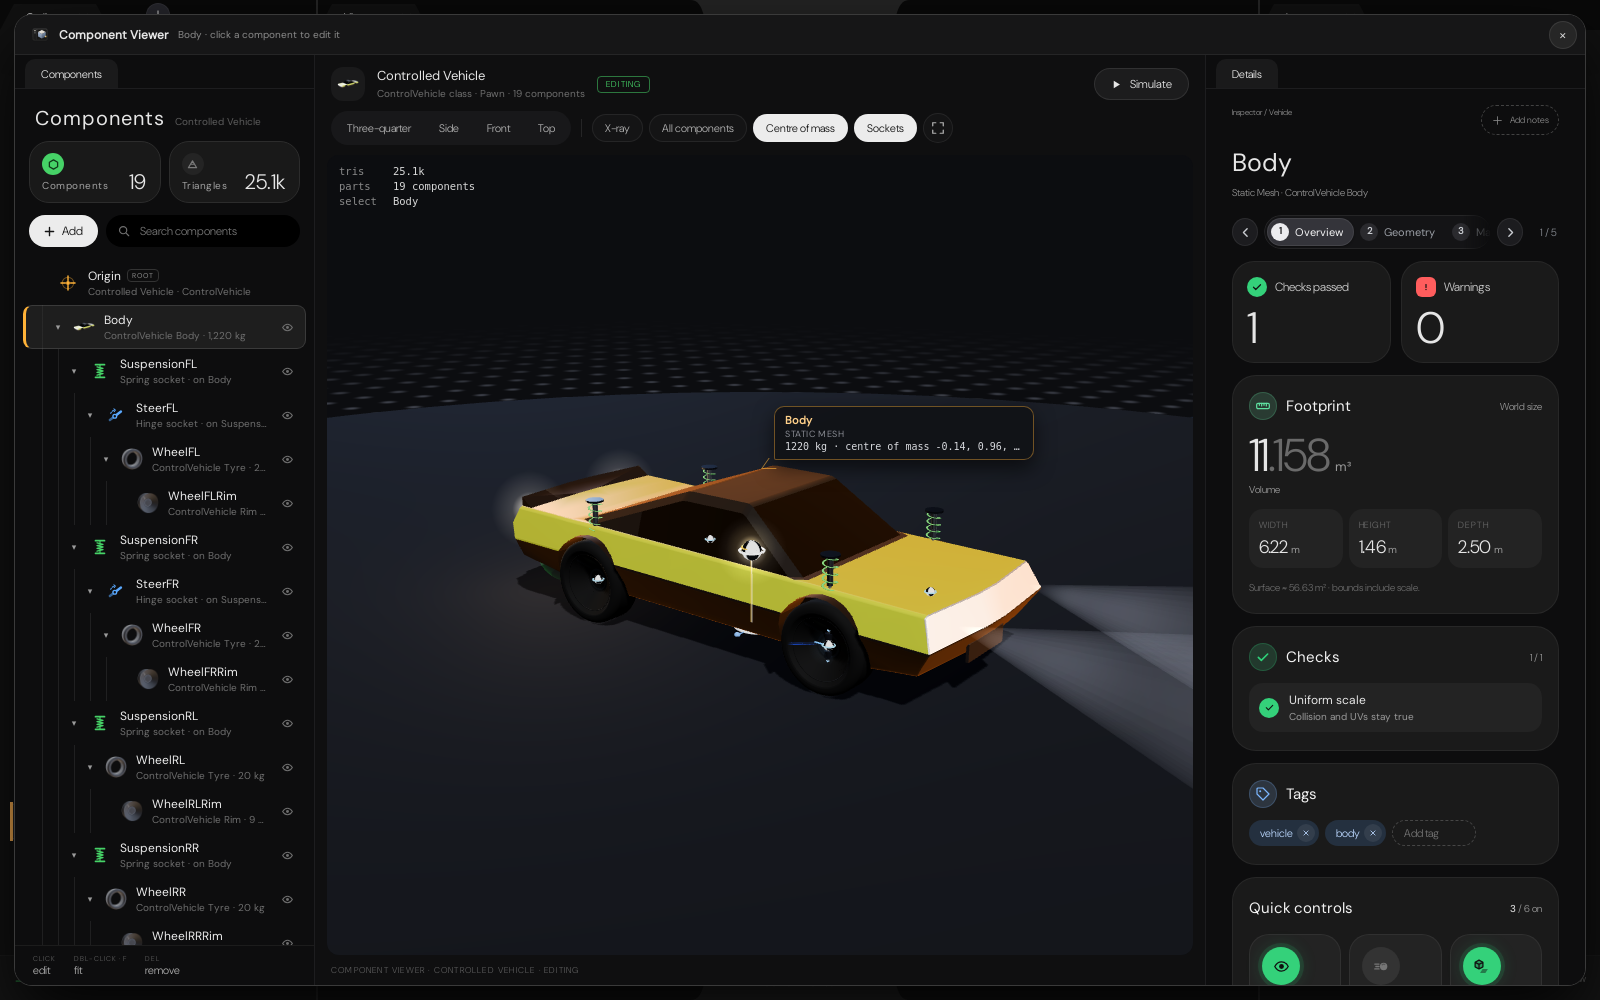 Component Viewer Body · click a component to edit it ×
Components
Components Controlled Vehicle
Components 19
Triangles 25.1k
Add
Search components
Origin ROOT
Controlled Vehicle · ControlVehicle
Body
ControlVehicle Body · 1,220 kg
SuspensionFL
Spring socket · on Body
SteerFL
Hinge socket · on Suspens...
WheelFL
ControlVehicle Tyre · 2...
WheelFLRim
ControlVehicle Rim ...
SuspensionFR
Spring socket · on Body
SteerFR
Hinge socket · on Suspens...
WheelFR
ControlVehicle Tyre · 2...
WheelFRRim
ControlVehicle Rim ...
SuspensionRL
Spring socket · on Body
WheelRL
ControlVehicle Tyre · 20 kg
WheelRLRim
ControlVehicle Rim · 9 ...
SuspensionRR
Spring socket · on Body
WheelRR
ControlVehicle Tyre · 20 kg
WheelRRRim
CLICK DBL-CLICK · F DEL
edit fit remove
Controlled Vehicle
ControlVehicle class · Pawn · 19 components
EDITING
Simulate
Three-quarter Side Front Top X-ray All components Centre of mass Sockets
tris 25.1k
parts 19 components
select Body
Body
STATIC MESH
1220 kg · centre of mass -0.14, 0.96, …
COMPONENT VIEWER · CONTROLLED VEHICLE · EDITING
Details
Inspector / Vehicle
Add notes
Body
Static Mesh · ControlVehicle Body
1 Overview 2 Geometry 3 1 / 5
Checks passed
1
Warnings
0
Footprint World size
11.158 m³
Volume
WIDTH HEIGHT DEPTH
6.22 m 1.46 m 2.50 m
Surface ≈ 56.63 m² · bounds include scale.
Checks 1 / 1
Uniform scale
Collision and UVs stay true
Tags
vehicle × body × Add tag
Quick controls 3 / 6 on